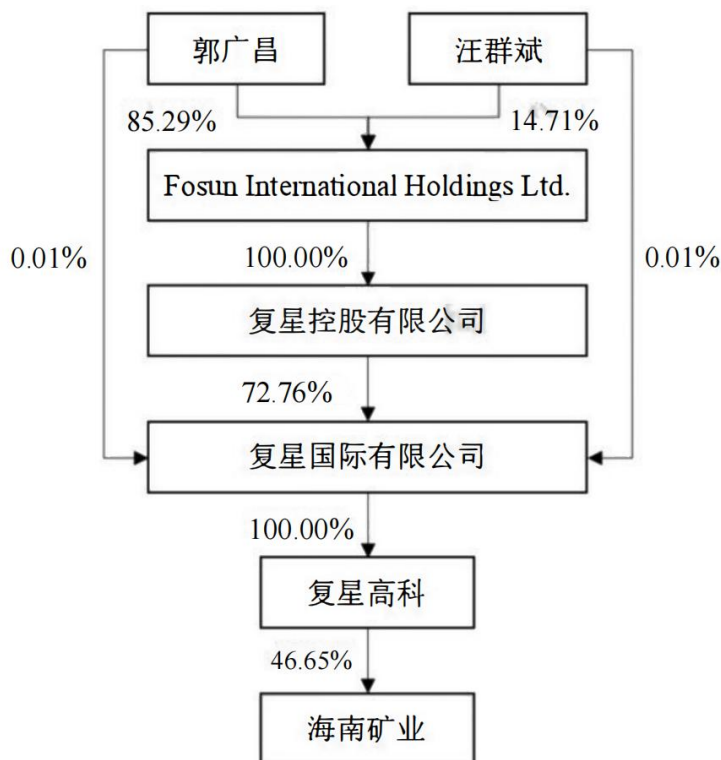 郭广昌
汪群斌
85.29%
14.71%
Fosun International Holdings Ltd.
0.01%
100.00%
0.01%
复星控股有限公司
72.76%
复星国际有限公司
100.00%
复星高科
46.65%
海南矿业